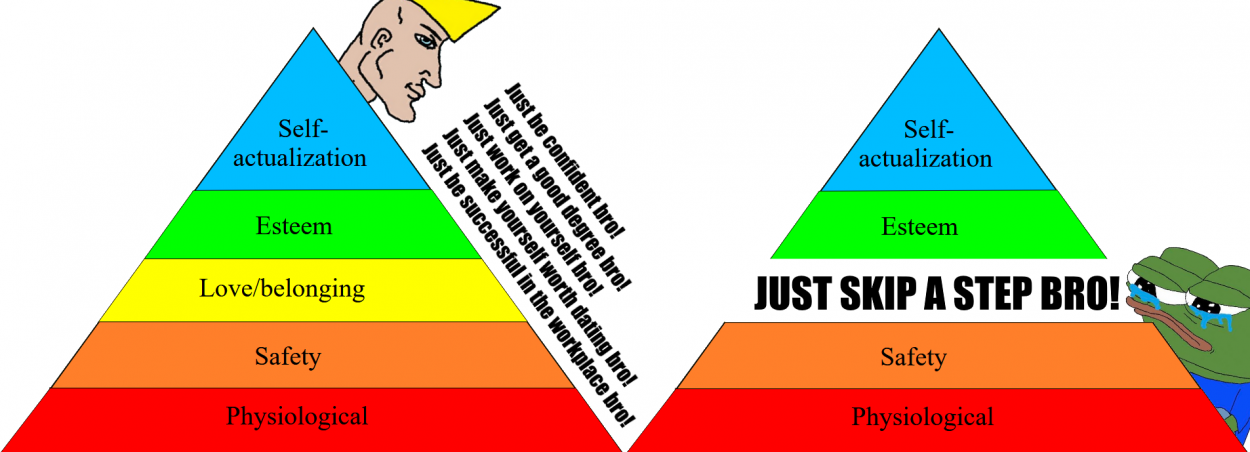 Self-
actualization
Esteem
Love/belonging
Safety
Physiological
Just be confident bro!
Just get a good degree bro!
Just work on yourself bro!
Just make yourself worth dating bro!
Just be successful in the workplace bro!
Self-
actualization
Esteem
JUST SKIP A STEP BRO!
Safety
Physiological